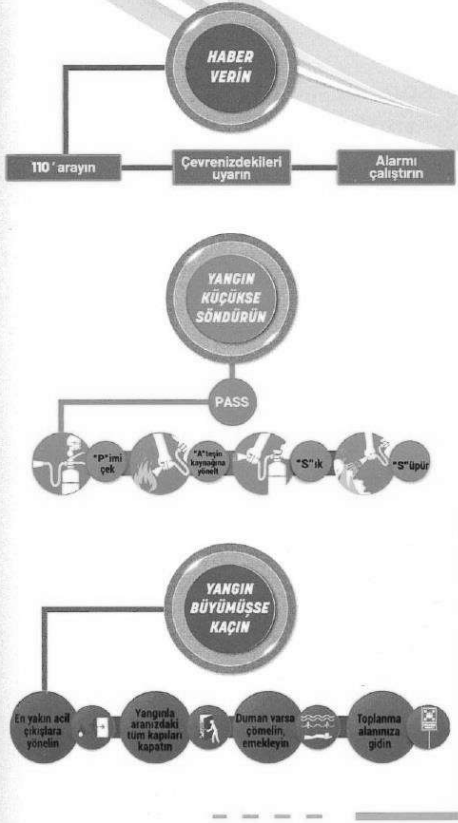 HABER
VERİN
110 ' arayın
Çevrenizdekileri
uyarın
Alarmı
çalıştırın
YANGIN
KÜÇÜKSE
SÖNDÜRÜN
PASS
"P"imi
çek
"A"teşin
kaynağına
yönelt
"S"ık
"S"üpür
YANGIN
BÜYÜMÜŞSE
KAÇIN
En yakın acil
çıkışlara
yönelin
Yangınla
aranızdaki
tüm kapıları
kapatın
Duman varsa
çömelin,
emekleyin
Toplanma
alanınıza
gidin